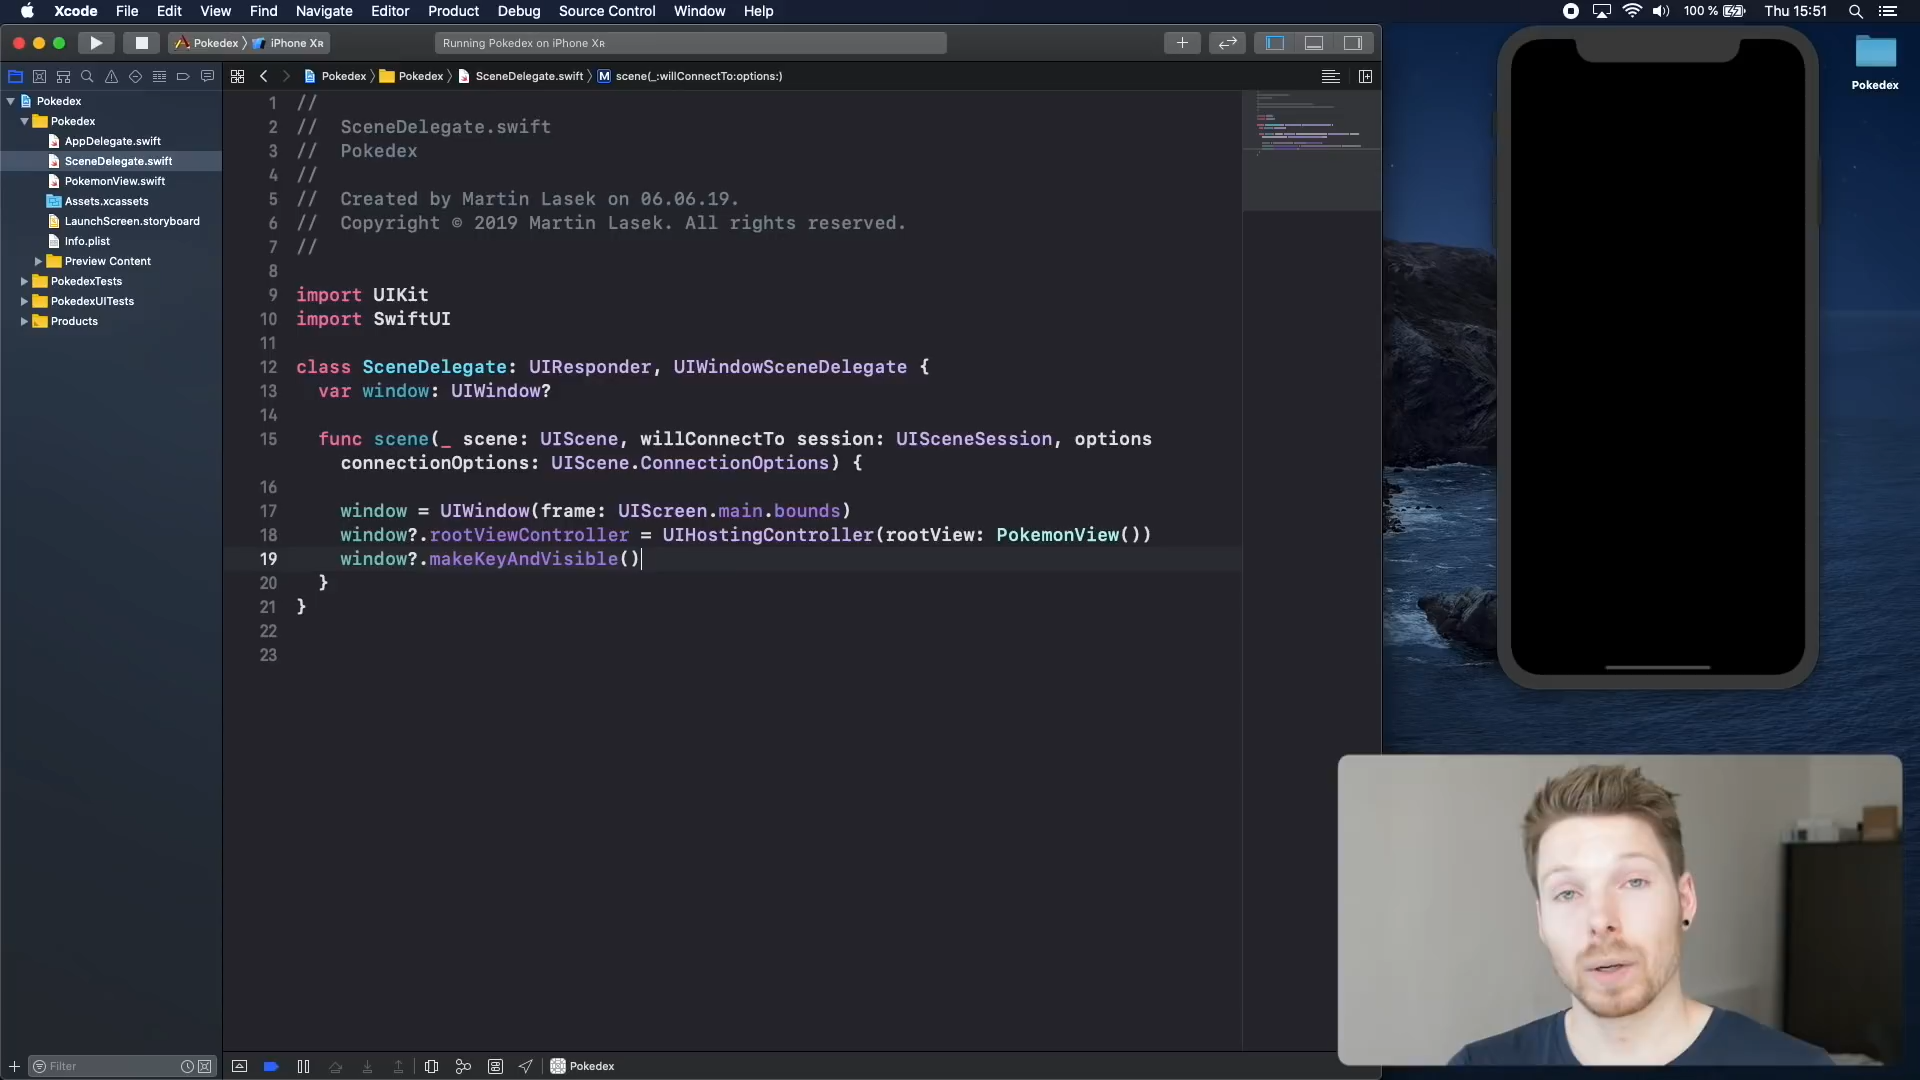 Xcode File Edit View Find Navigate Editor Product Debug Source Control Window Help
100 % Thu 15:51
Pokedex iPhone XR
Running Pokedex on iPhone XR
Pokedex Pokedex SceneDelegate.swift M scene(_:willConnectTo:options:)
Pokedex
Pokedex
AppDelegate.swift
SceneDelegate.swift
PokemonView.swift
Assets.xcassets
LaunchScreen.storyboard
Info.plist
Preview Content
PokedexTests
PokedexUITests
Products
1 //
2 // SceneDelegate.swift
3 // Pokedex
4 //
5 // Created by Martin Lasek on 06.06.19.
6 // Copyright © 2019 Martin Lasek. All rights reserved.
7 //
8
9 import UIKit
10 import SwiftUI
11
12 class SceneDelegate: UIResponder, UIWindowSceneDelegate {
13 var window: UIWindow?
14
15 func scene(_ scene: UIScene, willConnectTo session: UISceneSession, options
connectionOptions: UIScene.ConnectionOptions) {
16
17 window = UIWindow(frame: UIScreen.main.bounds)
18 window?.rootViewController = UIHostingController(rootView: PokemonView())
19 window?.makeKeyAndVisible()
20 }
21 }
22
23
Pokedex
Filter
Pokedex